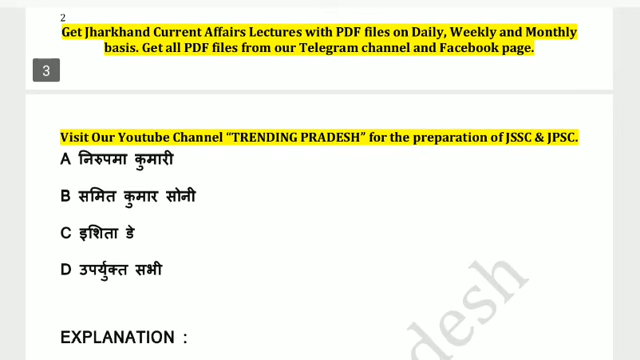 2
Get Jharkhand Current Affairs Lectures with PDF files on Daily, Weekly and Monthly
basis. Get all PDF files from our Telegram channel and Facebook page.
3
Visit Our Youtube Channel “TRENDING PRADESH” for the preparation of JSSC & JPSC.
A निरुपमा कुमारी
B समित कुमार सोनी
C इशिता डे
D उपर्युक्त सभी
EXPLANATION :
desh